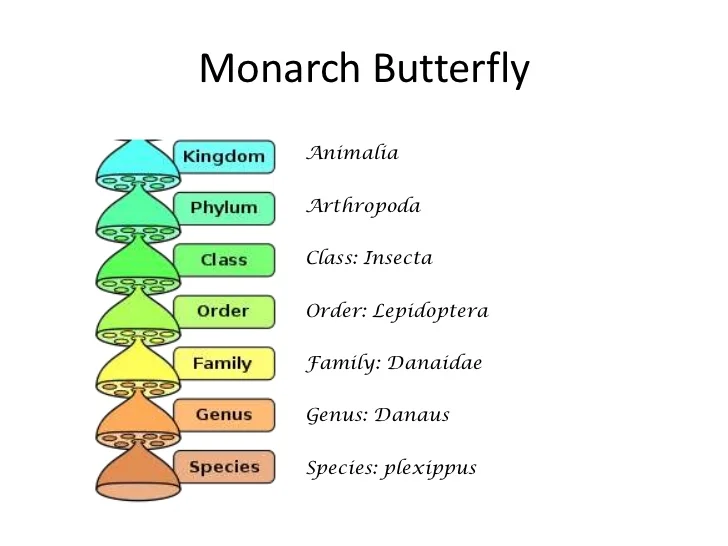 Monarch Butterfly
Kingdom Animalia
Phylum Arthropoda
Class Class: Insecta
Order Order: Lepidoptera
Family Family: Danaidae
Genus Genus: Danaus
Species Species: plexippus